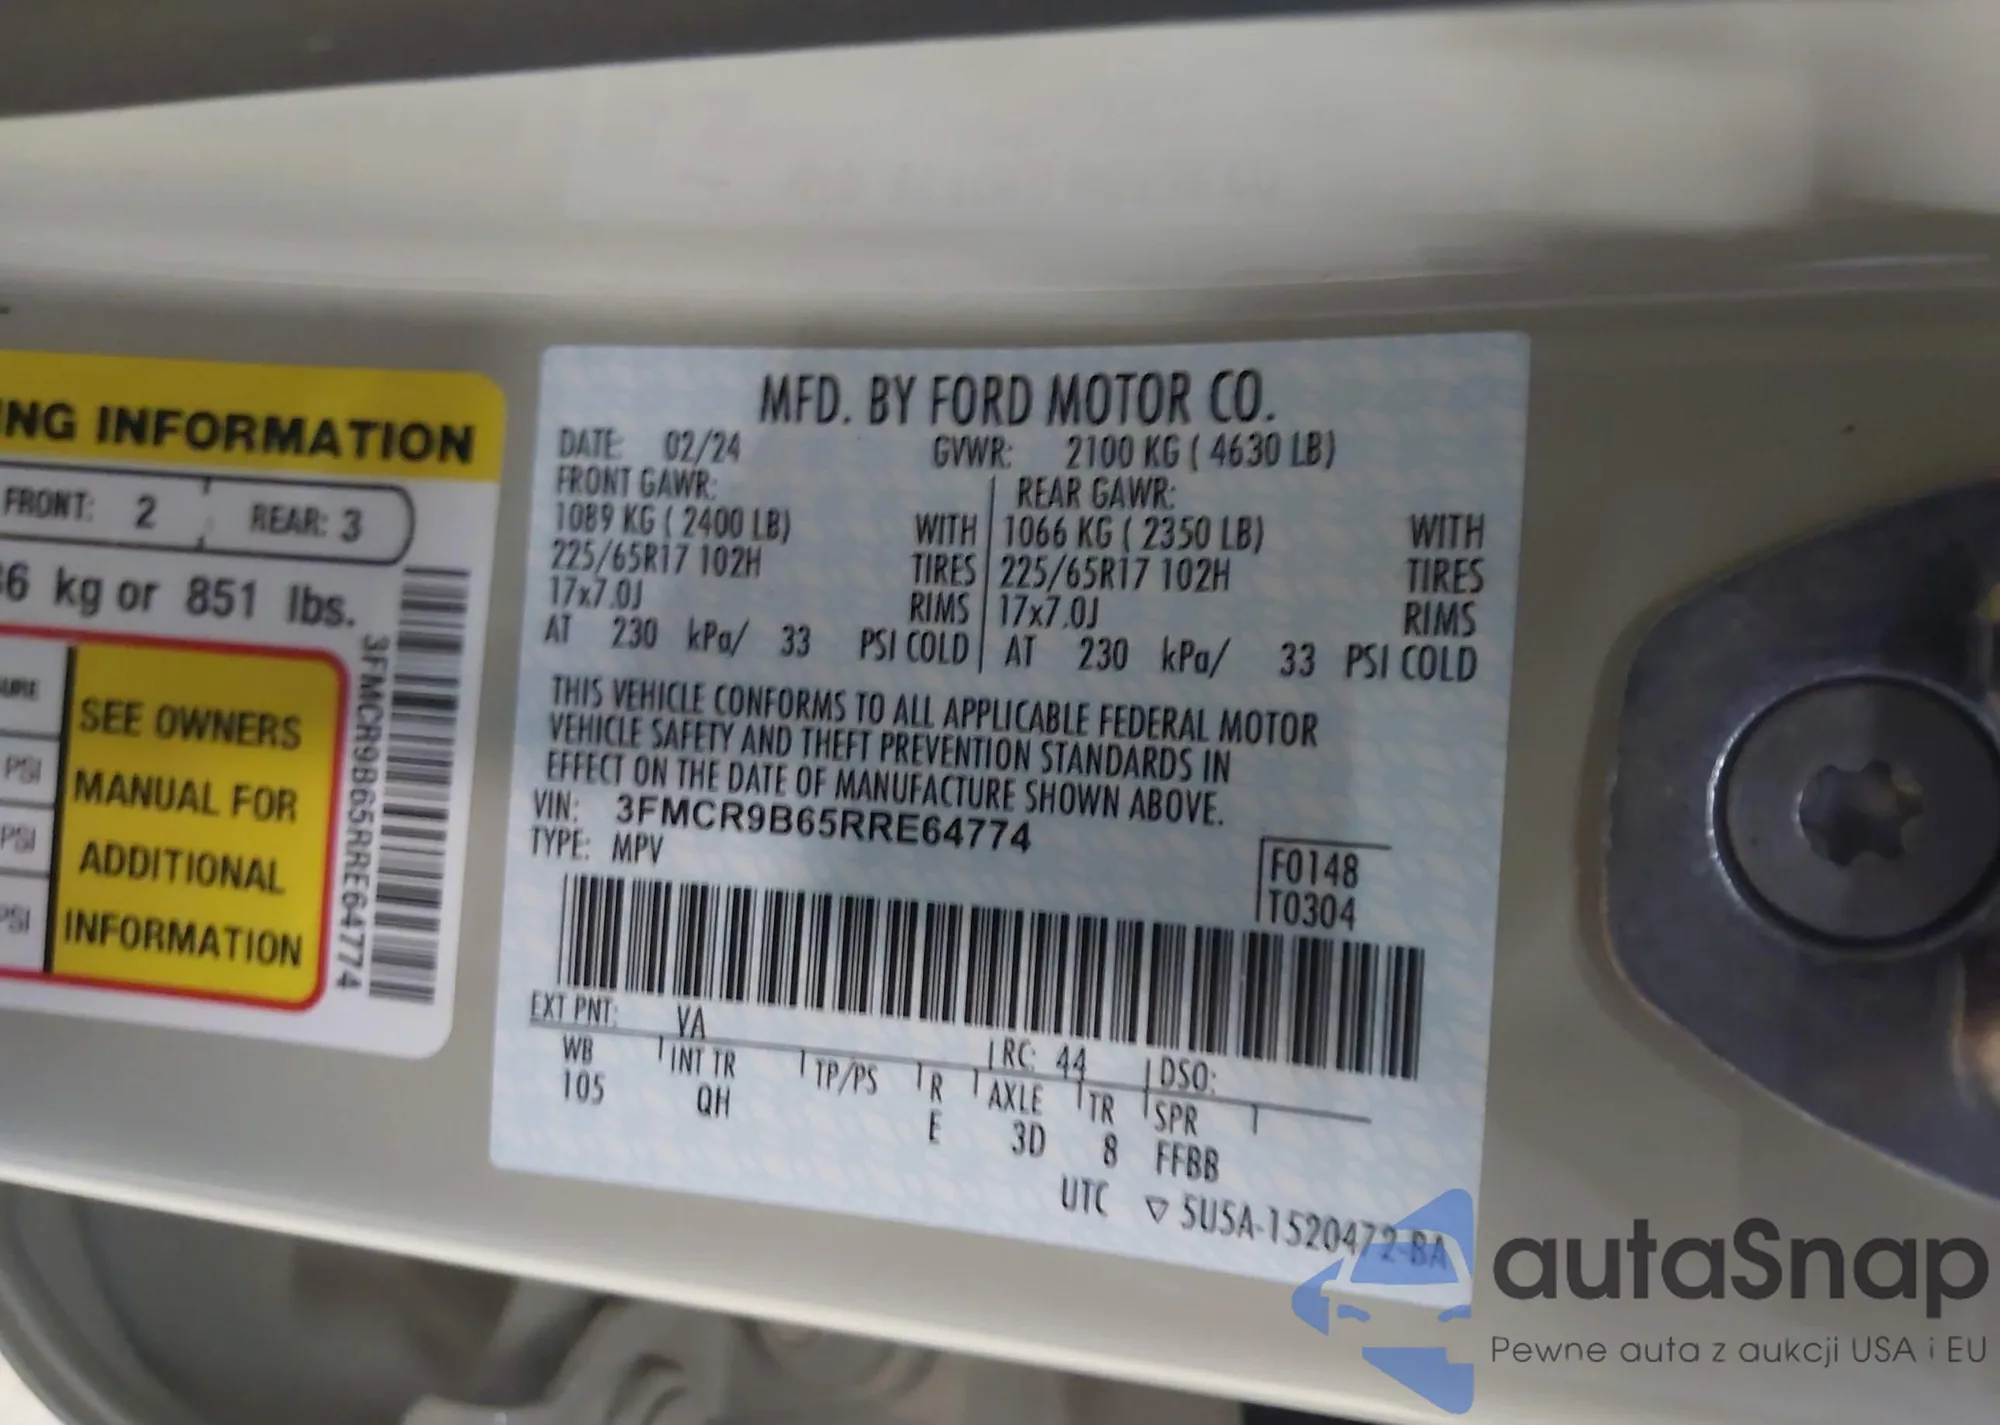 ING INFORMATION
FRONT: 2 REAR: 3
6 kg or 851 lbs.
PSI
PSI
PSI
SEE OWNERS
MANUAL FOR
ADDITIONAL
INFORMATION
3FMCR9B65RRE64774
MFD. BY FORD MOTOR CO.
DATE: 02/24 GVWR: 2100 KG ( 4630 LB)
FRONT GAWR: REAR GAWR:
1089 KG ( 2400 LB) WITH 1066 KG ( 2350 LB) WITH
225/65R17 102H TIRES 225/65R17 102H TIRES
17x7.0J RIMS 17x7.0J RIMS
AT 230 kPa/ 33 PSI COLD AT 230 kPa/ 33 PSI COLD
THIS VEHICLE CONFORMS TO ALL APPLICABLE FEDERAL MOTOR
VEHICLE SAFETY AND THEFT PREVENTION STANDARDS IN
EFFECT ON THE DATE OF MANUFACTURE SHOWN ABOVE.
VIN: 3FMCR9B65RRE64774
TYPE: MPV
F0148
T0304
EXT PNT: VA RC: 44 DSO:
WB INT TR TP/PS R AXLE TR SPR
105 QH E 3D 8 FFBB
UTC ▽ 5U5A-1520472-BA
autaSnap
Pewne auta z aukcji USA i EU